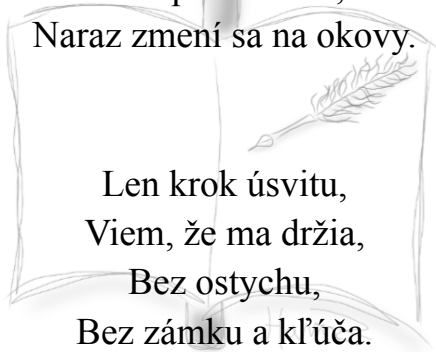 Naraz zmení sa na okovy.
Len krok úsvitu,
Viem, že ma držia,
Bez ostychu,
Bez zámku a kľúča.